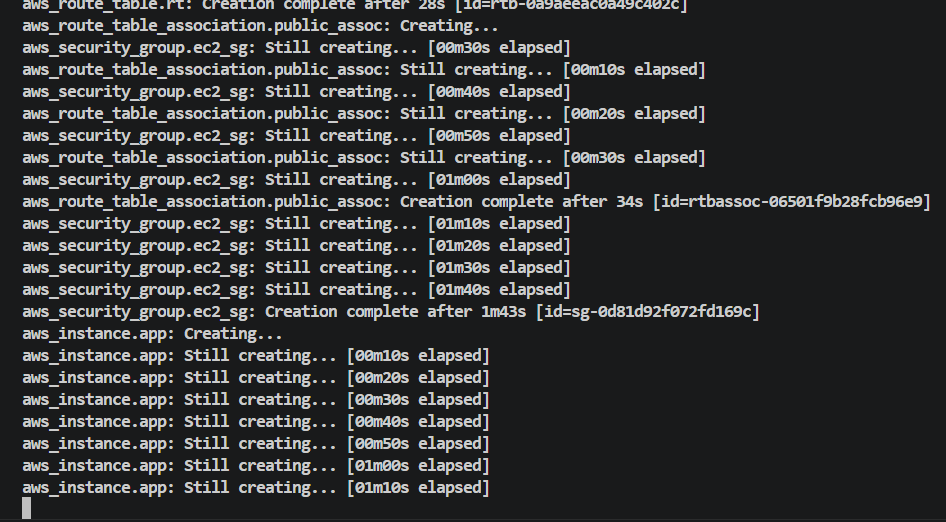 aws_route_table.rt: Creation complete after 28s [id=rtb-0a9aeeac0a49c402c]
aws_route_table_association.public_assoc: Creating...
aws_security_group.ec2_sg: Still creating... [00m30s elapsed]
aws_route_table_association.public_assoc: Still creating... [00m10s elapsed]
aws_security_group.ec2_sg: Still creating... [00m40s elapsed]
aws_route_table_association.public_assoc: Still creating... [00m20s elapsed]
aws_security_group.ec2_sg: Still creating... [00m50s elapsed]
aws_route_table_association.public_assoc: Still creating... [00m30s elapsed]
aws_security_group.ec2_sg: Still creating... [01m00s elapsed]
aws_route_table_association.public_assoc: Creation complete after 34s [id=rtbassoc-06501f9b28fcb96e9]
aws_security_group.ec2_sg: Still creating... [01m10s elapsed]
aws_security_group.ec2_sg: Still creating... [01m20s elapsed]
aws_security_group.ec2_sg: Still creating... [01m30s elapsed]
aws_security_group.ec2_sg: Still creating... [01m40s elapsed]
aws_security_group.ec2_sg: Creation complete after 1m43s [id=sg-0d81d92f072fd169c]
aws_instance.app: Creating...
aws_instance.app: Still creating... [00m10s elapsed]
aws_instance.app: Still creating... [00m20s elapsed]
aws_instance.app: Still creating... [00m30s elapsed]
aws_instance.app: Still creating... [00m40s elapsed]
aws_instance.app: Still creating... [00m50s elapsed]
aws_instance.app: Still creating... [01m00s elapsed]
aws_instance.app: Still creating... [01m10s elapsed]